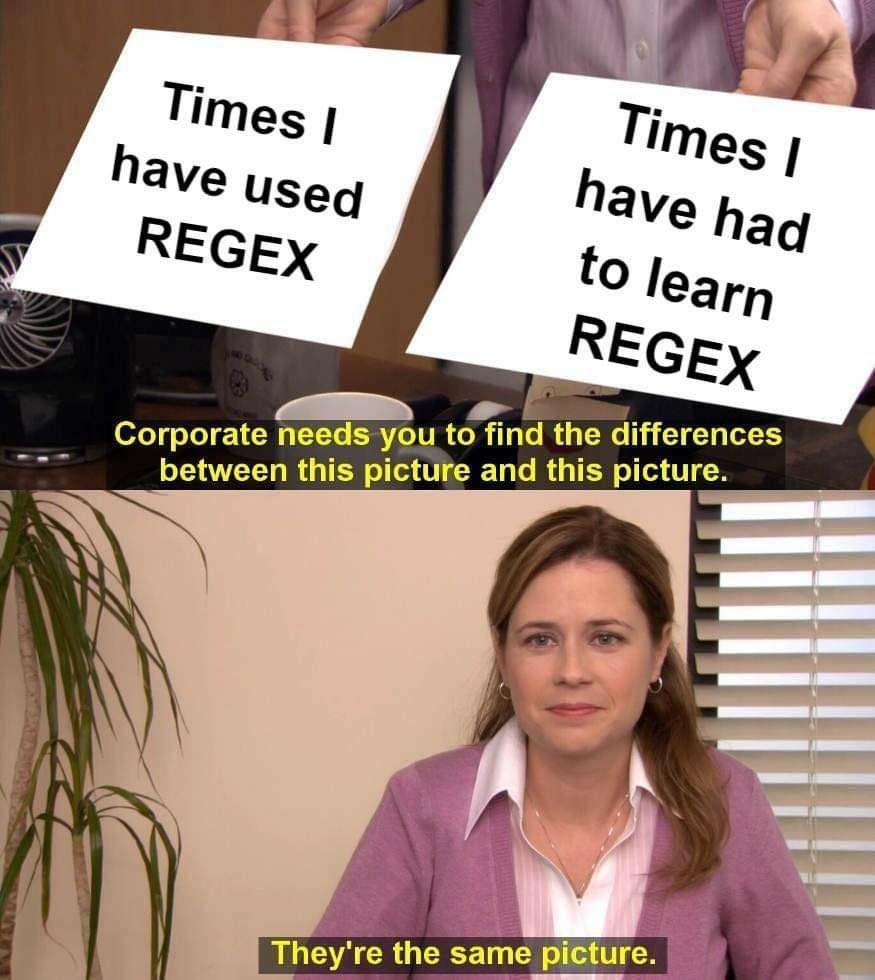 Times I
have used
REGEX
Times I
have had
to learn
REGEX
Corporate needs you to find the differences
between this picture and this picture.
They're the same picture.